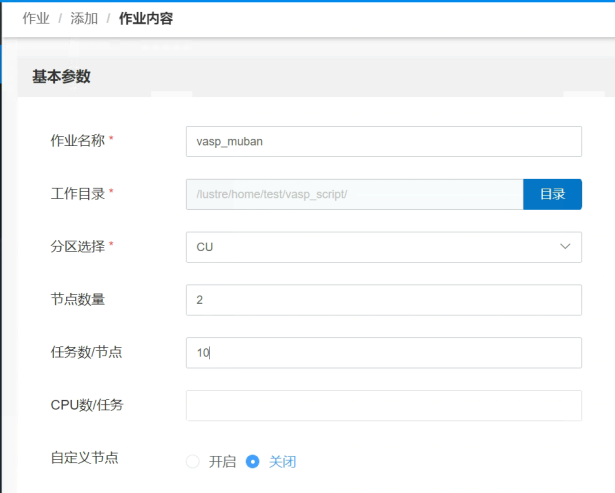 作业 / 添加 / 作业内容
基本参数
作业名称 * vasp_muban
工作目录 * /lustre/home/test/vasp_script/ 目录
分区选择 * CU
节点数量 2
任务数/节点 10
CPU数/任务
自定义节点 开启 关闭